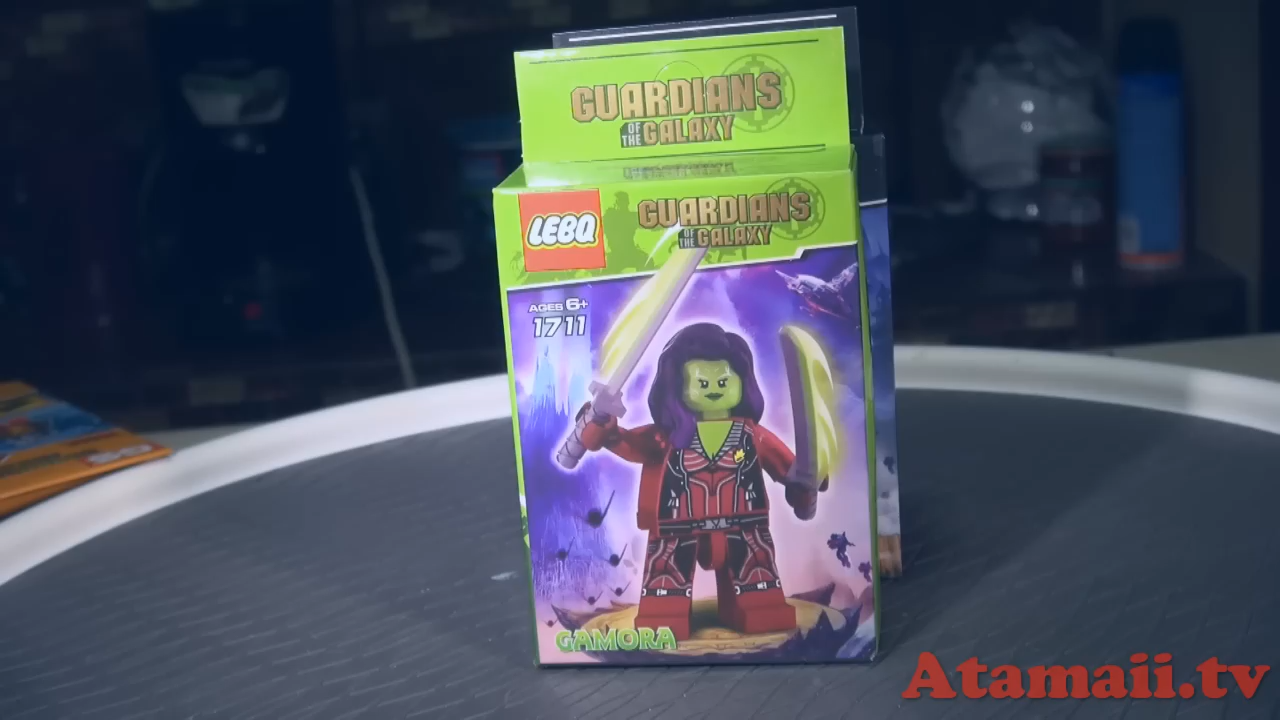 GUARDIANS
OF THE GALAXY
LEBQ
GUARDIANS
OF THE GALAXY
AGES 6+
1711
GAMORA
Atamaii.tv